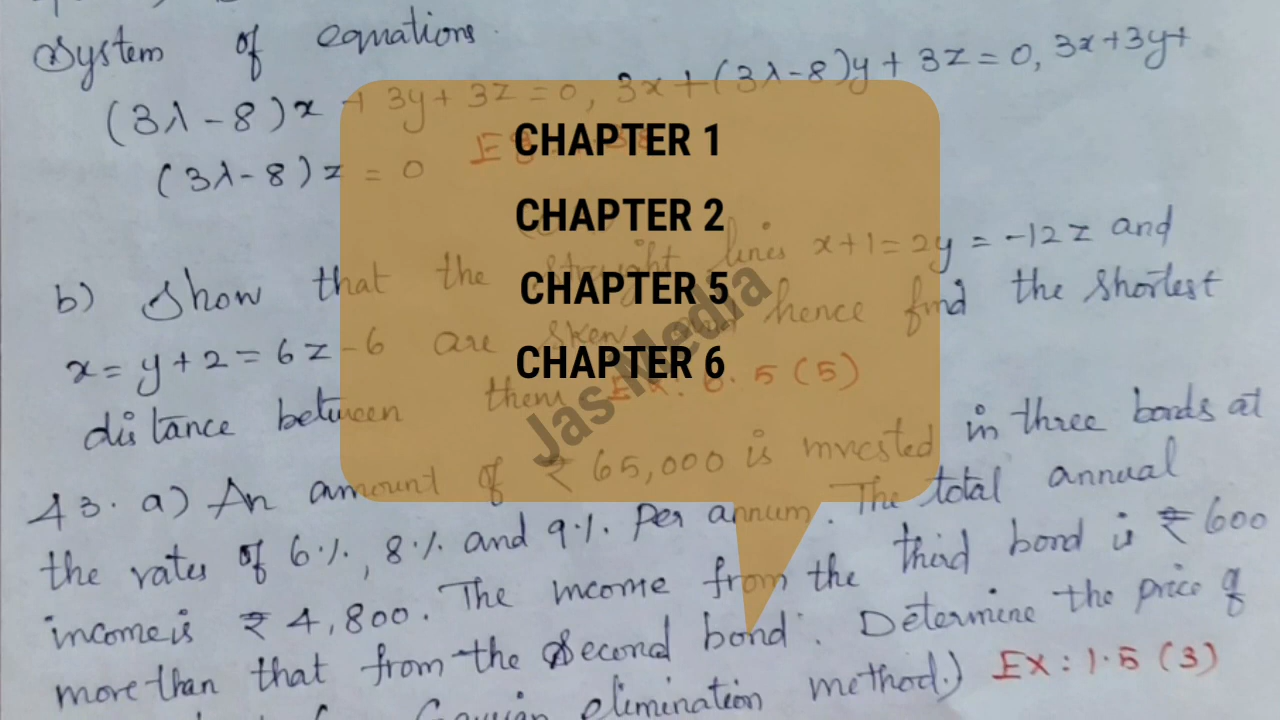 System of equations.
(3λ-8)x + 3y + 3z = 0, 3x + (3λ-8)y + 3z = 0, 3x + 3y +
(3λ-8)z = 0
CHAPTER 1
CHAPTER 2
b) Show that the straight lines x+1 = 2y = -12z and
CHAPTER 5
x = y+2 = 6z-6 are skew and hence find the shortest
CHAPTER 6
distance between them Ex: 6.5 (5)
Jas Media
43. a) An amount of ₹ 65,000 is invested in three bonds at
the rates of 6%, 8% and 9% Per annum. The total annual
income is ₹ 4,800. The income from the third bond is ₹ 600
more than that from the Second bond. Determine the price of
Gaussian elimination method.) Ex: 1.5 (3)